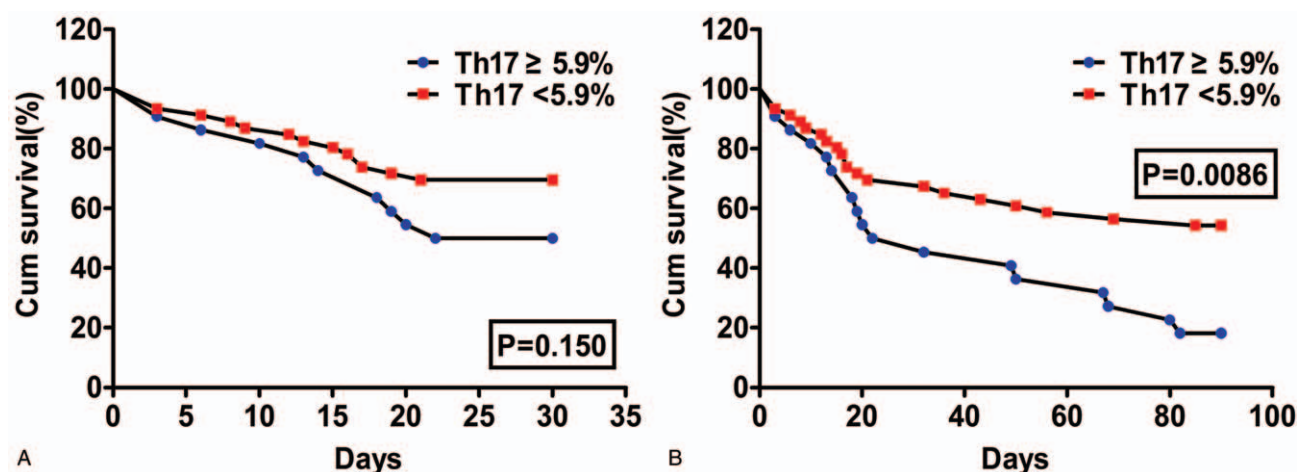 120
100
80
60
40
20
0
Cum survival(%)
Th17 ≥ 5.9%
Th17 <5.9%
P=0.150
0 5 10 15 20 25 30 35
Days
A
120
100
80
60
40
20
0
Cum survival(%)
Th17 ≥ 5.9%
Th17 <5.9%
P=0.0086
0 20 40 60 80 100
Days
B